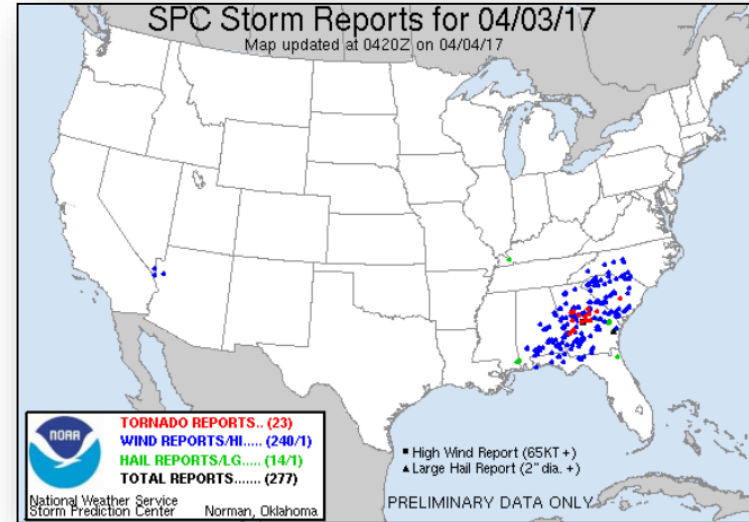 SPC Storm Reports for 04/03/17
Map updated at 0420Z on 04/04/17
NOAA
TORNADO REPORTS.. (23)
WIND REPORTS/HI..... (240/1)
HAIL REPORTS/LG..... (14/1)
TOTAL REPORTS....... (277)
National Weather Service
Storm Prediction Center Norman, Oklahoma
High Wind Report (65KT +)
Large Hail Report (2" dia. +)
PRELIMINARY DATA ONLY